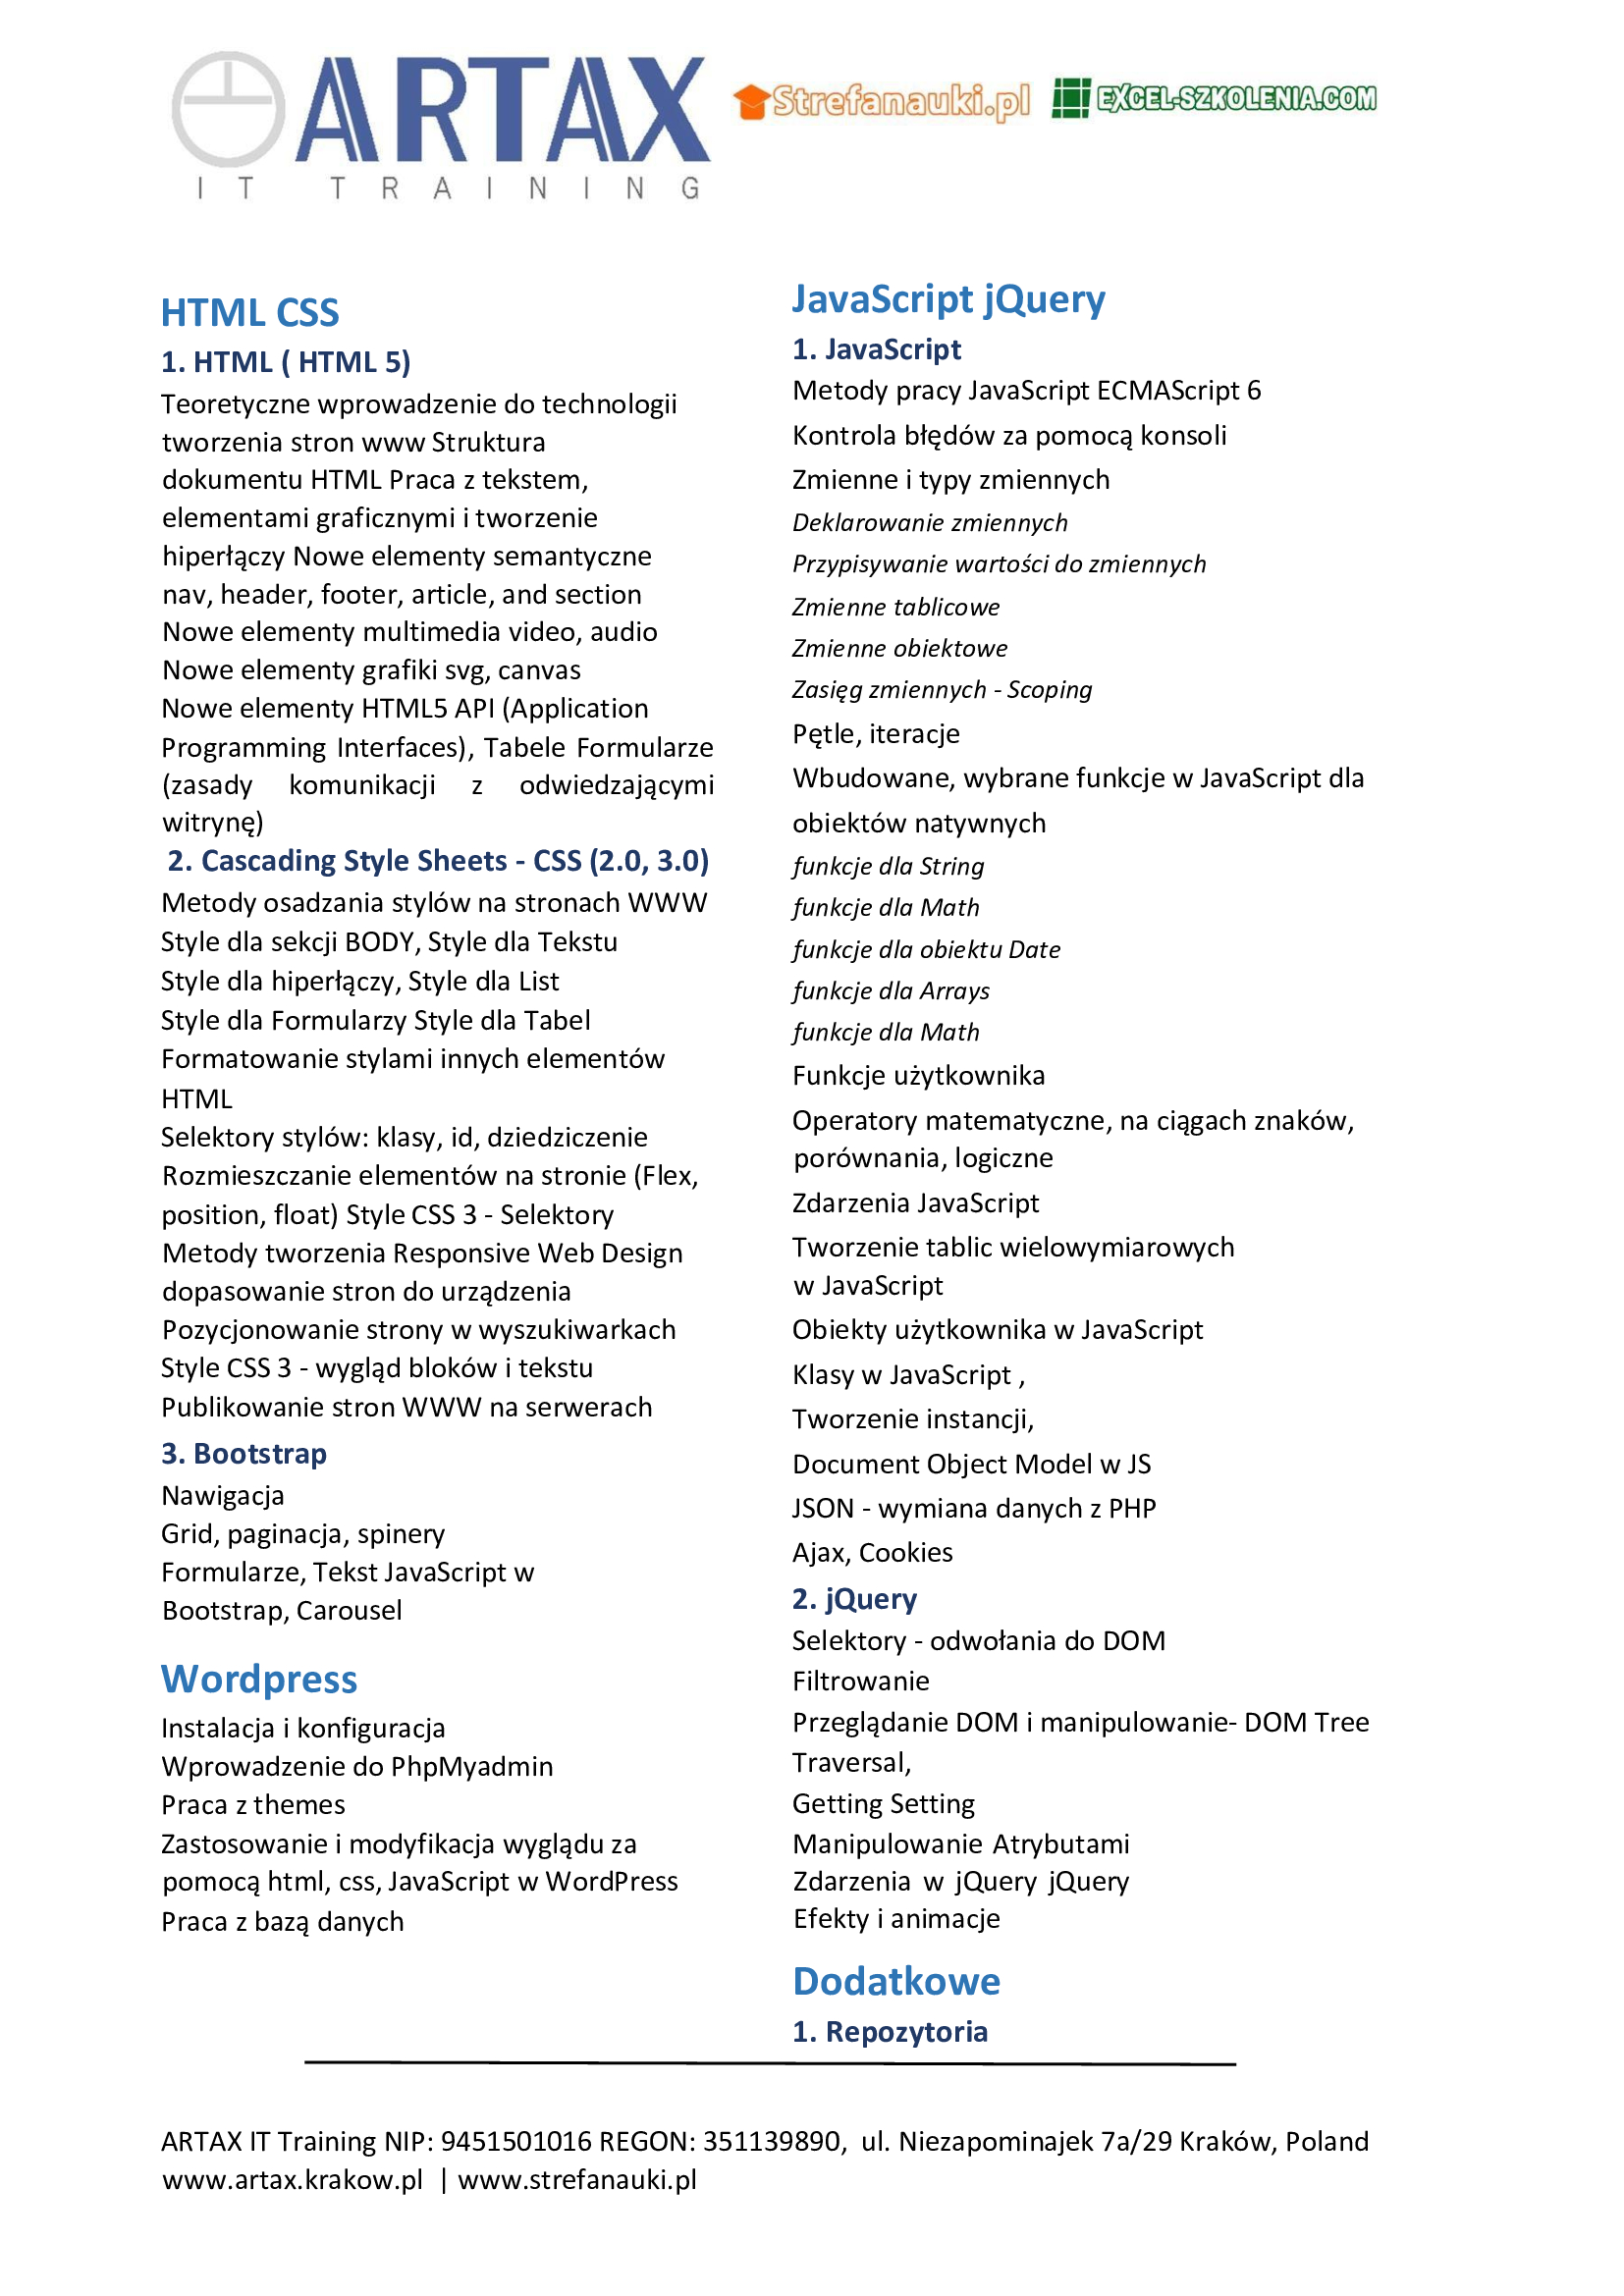 ARTAX
IT TRAINING
Strefanauki.pl
EXCEL-SZKOLENIA.COM
HTML CSS
1. HTML ( HTML 5)
Teoretyczne wprowadzenie do technologii
tworzenia stron www Struktura
dokumentu HTML Praca z tekstem,
elementami graficznymi i tworzenie
hiperłączy Nowe elementy semantyczne
nav, header, footer, article, and section
Nowe elementy multimedia video, audio
Nowe elementy grafiki svg, canvas
Nowe elementy HTML5 API (Application
Programming Interfaces), Tabele Formularze
(zasady komunikacji z odwiedzającymi
witrynę)
2. Cascading Style Sheets - CSS (2.0, 3.0)
Metody osadzania stylów na stronach WWW
Style dla sekcji BODY, Style dla Tekstu
Style dla hiperłączy, Style dla List
Style dla Formularzy Style dla Tabel
Formatowanie stylami innych elementów
HTML
Selektory stylów: klasy, id, dziedziczenie
Rozmieszczanie elementów na stronie (Flex,
position, float) Style CSS 3 - Selektory
Metody tworzenia Responsive Web Design
dopasowanie stron do urządzenia
Pozycjonowanie strony w wyszukiwarkach
Style CSS 3 - wygląd bloków i tekstu
Publikowanie stron WWW na serwerach
3. Bootstrap
Nawigacja
Grid, paginacja, spinery
Formularze, Tekst JavaScript w
Bootstrap, Carousel
Wordpress
Instalacja i konfiguracja
Wprowadzenie do PhpMyadmin
Praca z themes
Zastosowanie i modyfikacja wyglądu za
pomocą html, css, JavaScript w WordPress
Praca z bazą danych
JavaScript jQuery
1. JavaScript
Metody pracy JavaScript ECMAScript 6
Kontrola błędów za pomocą konsoli
Zmienne i typy zmiennych
Deklarowanie zmiennych
Przypisywanie wartości do zmiennych
Zmienne tablicowe
Zmienne obiektowe
Zasięg zmiennych - Scoping
Pętle, iteracje
Wbudowane, wybrane funkcje w JavaScript dla
obiektów natywnych
funkcje dla String
funkcje dla Math
funkcje dla obiektu Date
funkcje dla Arrays
funkcje dla Math
Funkcje użytkownika
Operatory matematyczne, na ciągach znaków,
porównania, logiczne
Zdarzenia JavaScript
Tworzenie tablic wielowymiarowych
w JavaScript
Obiekty użytkownika w JavaScript
Klasy w JavaScript ,
Tworzenie instancji,
Document Object Model w JS
JSON - wymiana danych z PHP
Ajax, Cookies
2. jQuery
Selektory - odwołania do DOM
Filtrowanie
Przeglądanie DOM i manipulowanie- DOM Tree
Traversal,
Getting Setting
Manipulowanie Atrybutami
Zdarzenia w jQuery jQuery
Efekty i animacje
Dodatkowe
1. Repozytoria
ARTAX IT Training NIP: 9451501016 REGON: 351139890, ul. Niezapominajek 7a/29 Kraków, Poland
www.artax.krakow.pl | www.strefanauki.pl